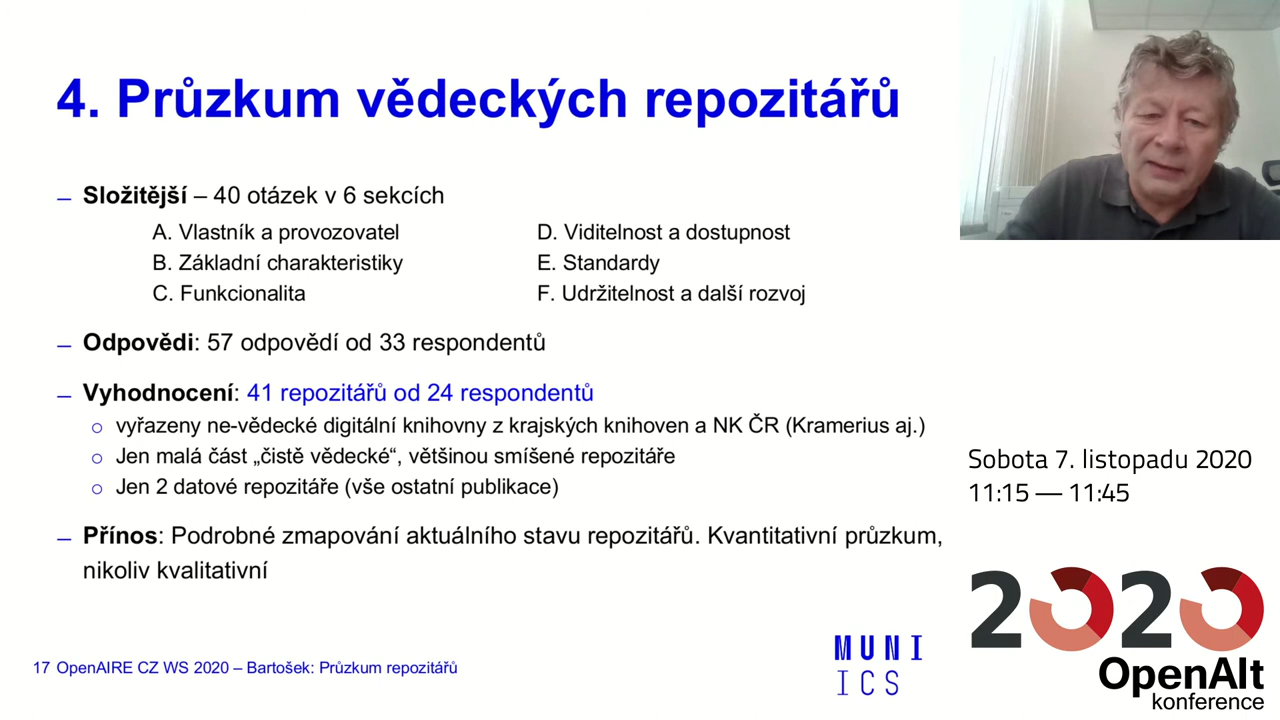 4. Průzkum vědeckých repozitářů
– Složitější – 40 otázek v 6 sekcích
A. Vlastník a provozovatel
B. Základní charakteristiky
C. Funkcionalita
D. Viditelnost a dostupnost
E. Standardy
F. Udržitelnost a další rozvoj
– Odpovědi: 57 odpovědí od 33 respondentů
– Vyhodnocení: 41 repozitářů od 24 respondentů
o vyřazeny ne-vědecké digitální knihovny z krajských knihoven a NK ČR (Kramerius aj.)
o Jen malá část „čistě vědecké“, většinou smíšené repozitáře
o Jen 2 datové repozitáře (vše ostatní publikace)
– Přínos: Podrobné zmapování aktuálního stavu repozitářů. Kvantitativní průzkum,
nikoliv kvalitativní
17 OpenAIRE CZ WS 2020 – Bartošek: Průzkum repozitářů
MUNI
ICS
Sobota 7. listopadu 2020
11:15 — 11:45
2020
OpenAlt
konference